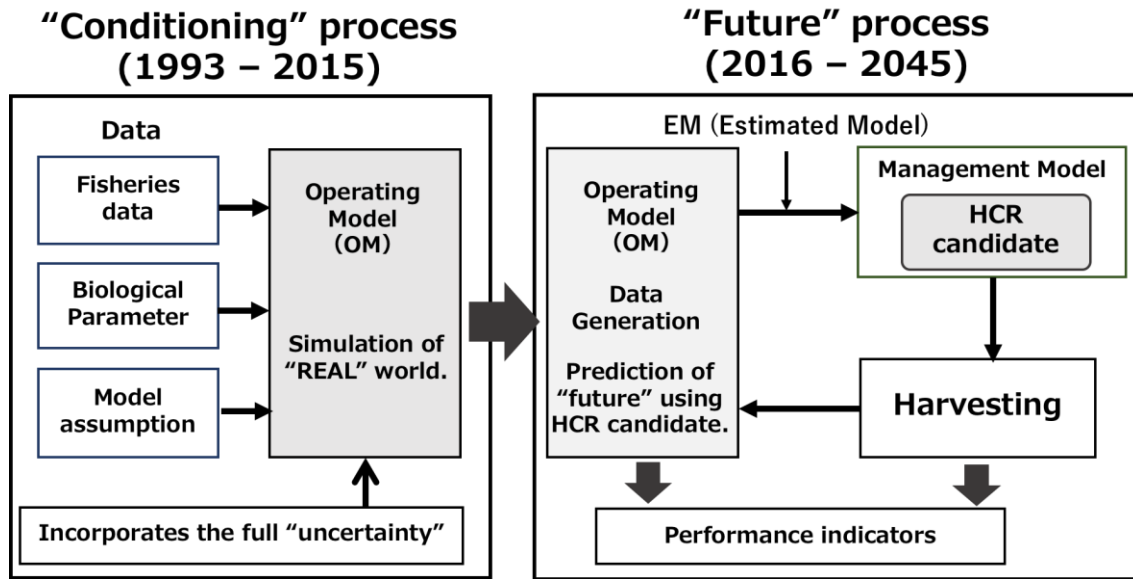 “Conditioning” process
(1993 – 2015)
Data
Fisheries
data
Biological
Parameter
Model
assumption
Operating
Model
(OM)
Simulation of
“REAL” world.
Incorporates the full “uncertainty”
“Future” process
(2016 – 2045)
EM (Estimated Model)
Operating
Model
(OM)
Data
Generation
Prediction of
“future” using
HCR candidate.
Management Model
HCR
candidate
Harvesting
Performance indicators